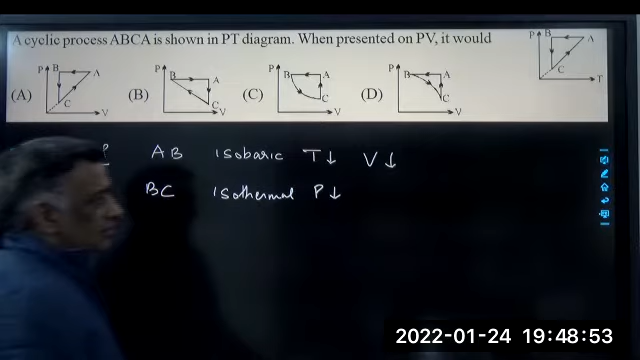 A cyclic process ABCA is shown in PT diagram. When presented on PV, it would
P B A C T
(A) P B A C V
(B) P B A C V
(C) P B A C V
(D) P B A C V
AB Isobaric T↓ V↓
BC Isothermal P↓
2022-01-24 19:48:53